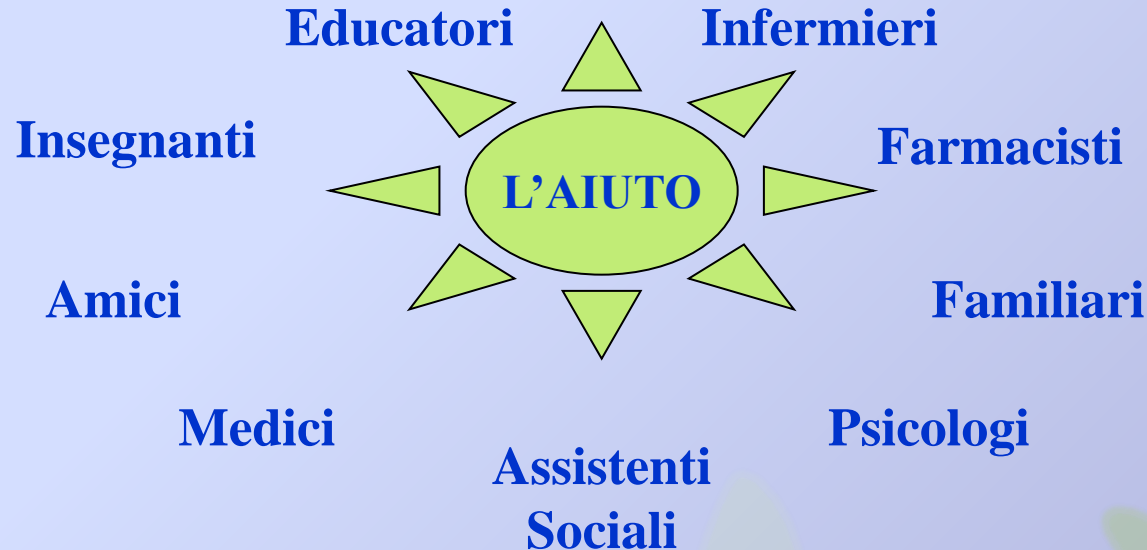 Educatori
Infermieri
Insegnanti
Farmacisti
L’AIUTO
Amici
Familiari
Medici
Psicologi
Assistenti
Sociali